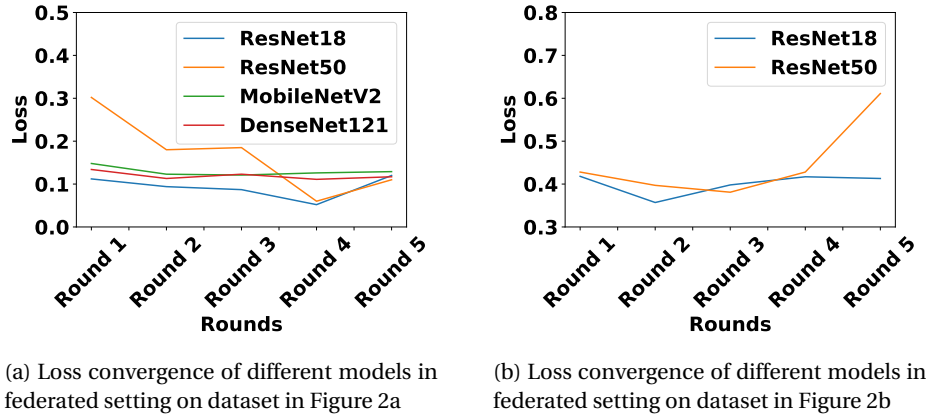 0.5
0.4
0.3
0.2
0.1
0.0
Loss
ResNet18
ResNet50
MobileNetV2
DenseNet121
Round 1
Round 2
Round 3
Round 4
Round 5
Rounds
(a) Loss convergence of different models in
federated setting on dataset in Figure 2a
0.8
0.7
0.6
0.5
0.4
0.3
Loss
ResNet18
ResNet50
Round 1
Round 2
Round 3
Round 4
Round 5
Rounds
(b) Loss convergence of different models in
federated setting on dataset in Figure 2b